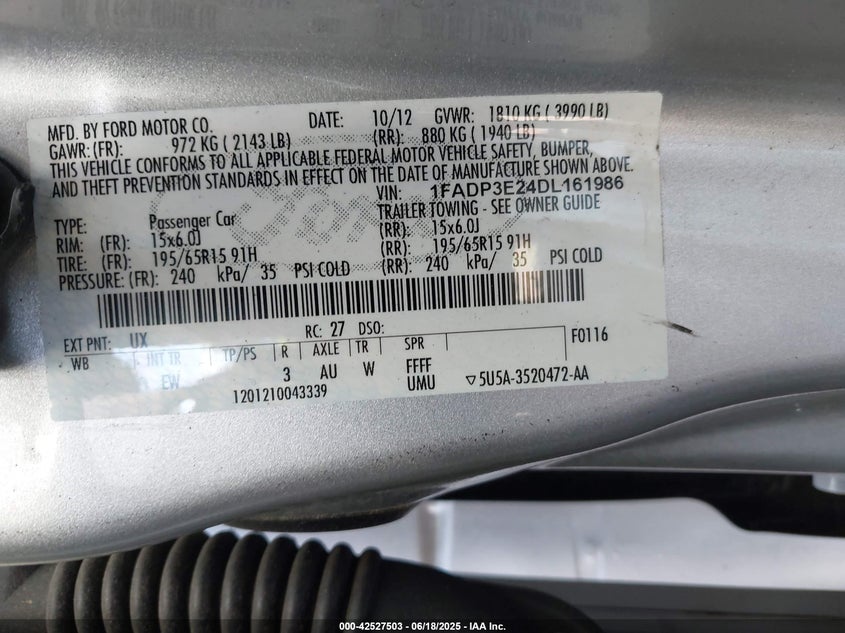 MFD. BY FORD MOTOR CO. DATE: 10/12 GVWR: 1810 KG ( 3990 LB)
GAWR: (FR): 972 KG ( 2143 LB) (RR): 880 KG ( 1940 LB)
THIS VEHICLE CONFORMS TO ALL APPLICABLE FEDERAL MOTOR VEHICLE SAFETY, BUMPER,
AND THEFT PREVENTION STANDARDS IN EFFECT ON THE DATE OF MANUFACTURE SHOWN ABOVE.
VIN: 1FADP3E24DL161986
TYPE: Passenger Car TRAILER TOWING - SEE OWNER GUIDE
RIM: (FR): 15x6.0J (RR): 15x6.0J
TIRE: (FR): 195/65R15 91H (RR): 195/65R15 91H
PRESSURE: (FR): 240 kPa/ 35 PSI COLD (RR): 240 kPa/ 35 PSI COLD
EXT PNT: UX RC: 27 DSO: F0116
WB INT TR TP/PS R AXLE TR SPR
EW 3 AU W FFFF
UMU
1201210043339 ▽5U5A-3520472-AA
000-42527503 - 06/18/2025 - IAA Inc.